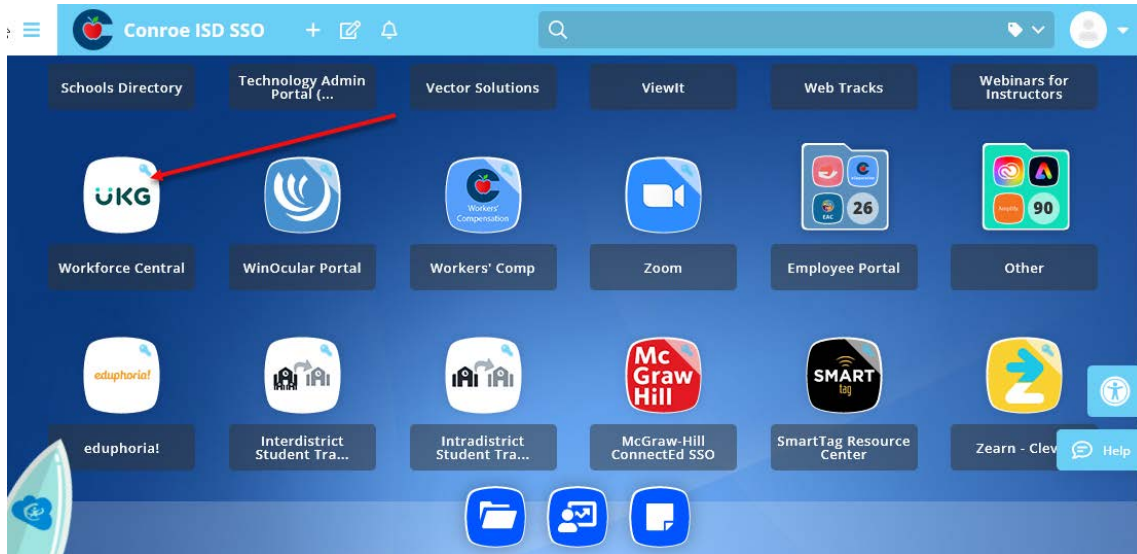 Conroe ISD SSO
Schools Directory
Technology Admin
Portal (...
Vector Solutions
ViewIt
Web Tracks
Webinars for
Instructors
UKG
Workers'
Compensation
EAC
26
90
Workforce Central
WinOcular Portal
Workers' Comp
Zoom
Employee Portal
Other
eduphoria!
Mc
Graw
Hill
SMART
tag
eduphoria!
Interdistrict
Student Tra...
Intradistrict
Student Tra...
McGraw-Hill
ConnectEd SSO
SmartTag Resource
Center
Zearn - Clev
Help